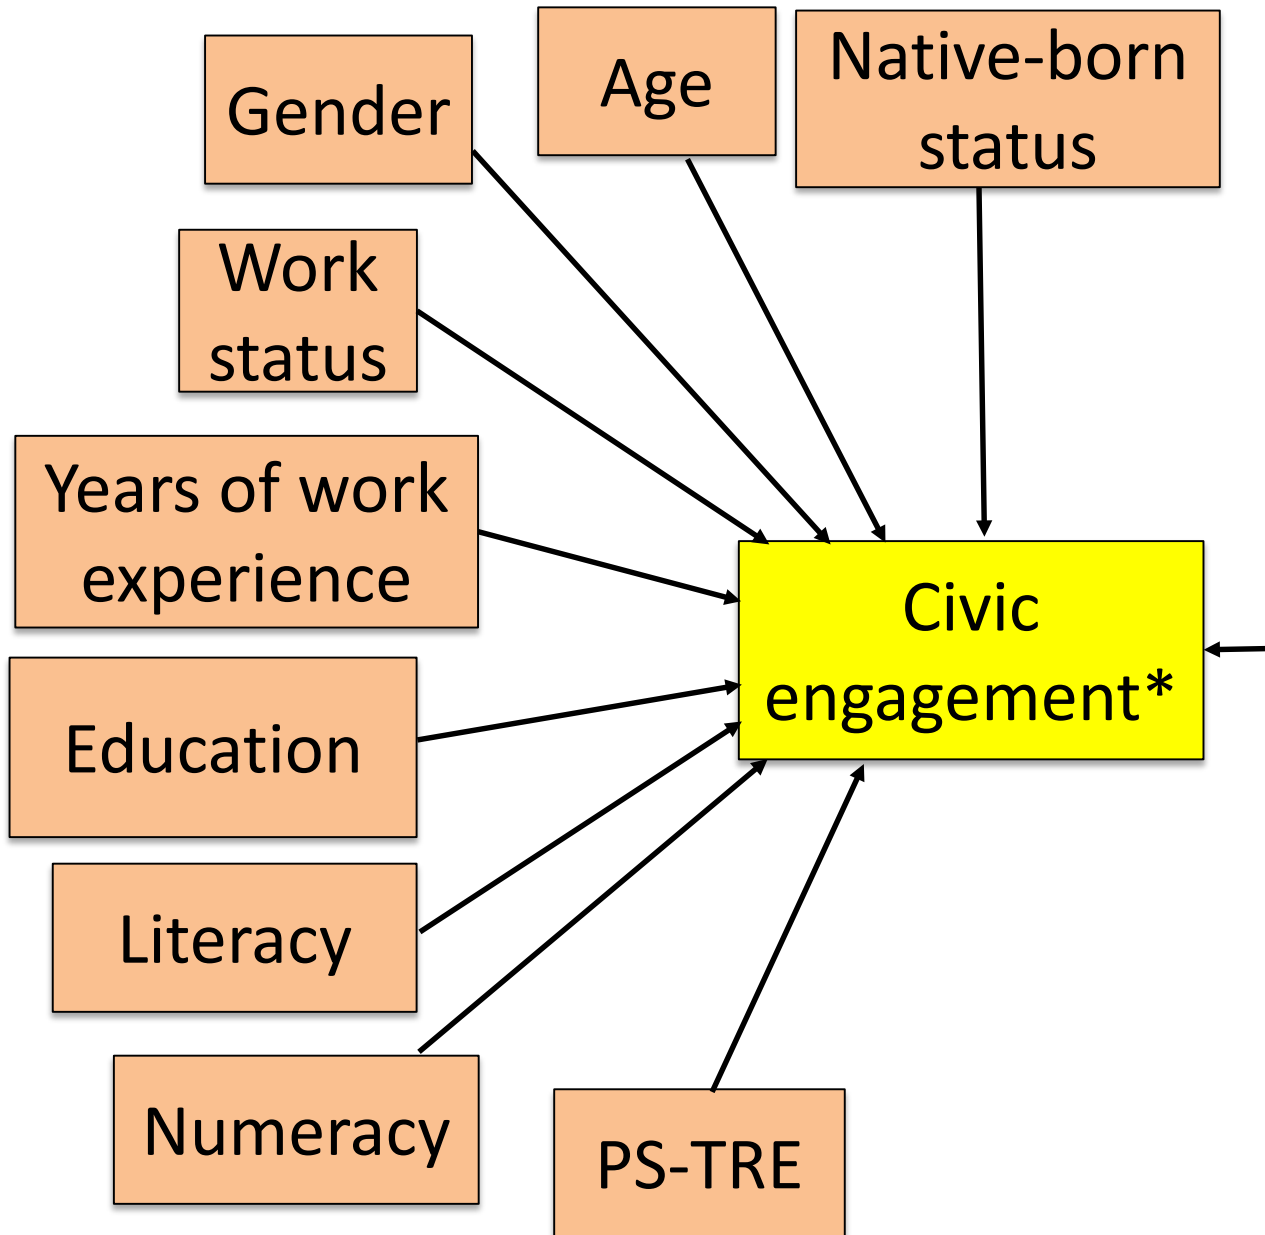 Gender
Age
Native-born
status
Work
status
Years of work
experience
Civic
engagement*
Education
Literacy
Numeracy
PS-TRE